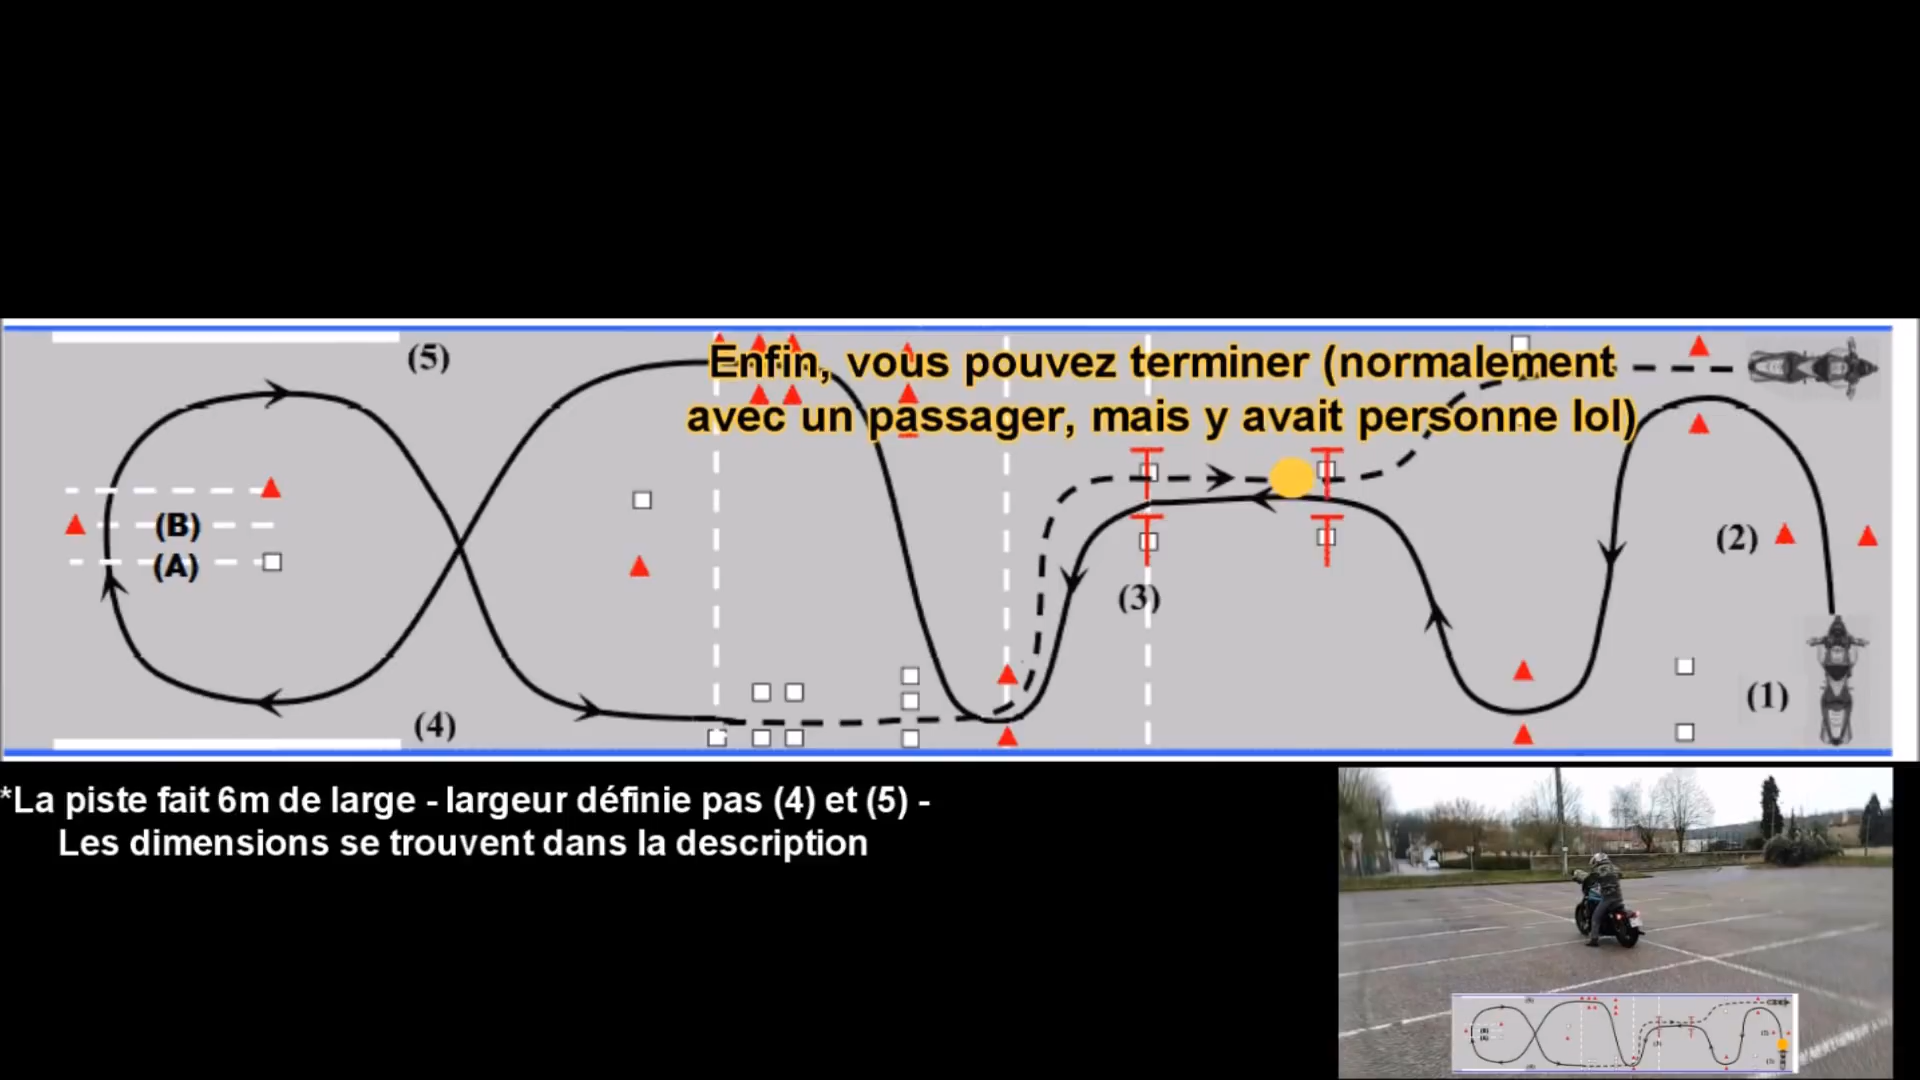 (5)
Enfin, vous pouvez terminer (normalement
avec un passager, mais y avait personne lol)
(B)
(A)
(2)
(3)
(1)
(4)
*La piste fait 6m de large - largeur définie pas (4) et (5) -
Les dimensions se trouvent dans la description